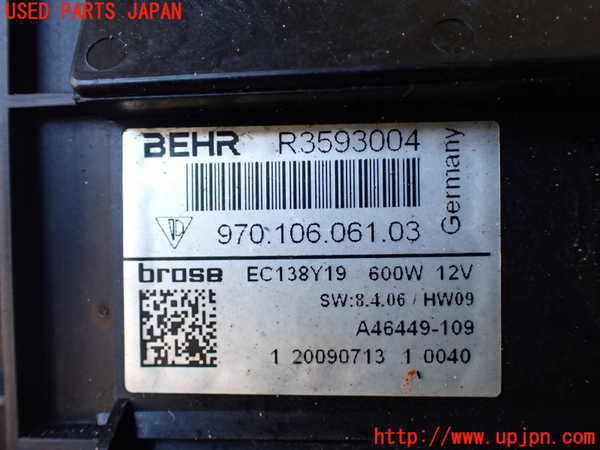 USED PARTS JAPAN
BEHR R3593004
Germany
970.106.061.03
brose EC138Y19 600W 12V
SW:8.4.06 / HW09
A46449-109
1 20090713 1 0040
http://www.upjpn.com/